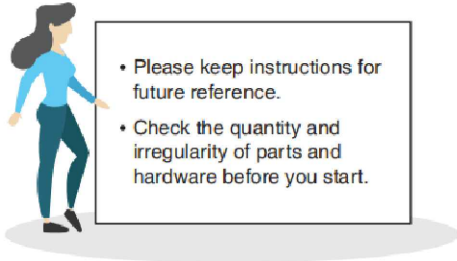 • Please keep instructions for
future reference.
• Check the quantity and
irregularity of parts and
hardware before you start.